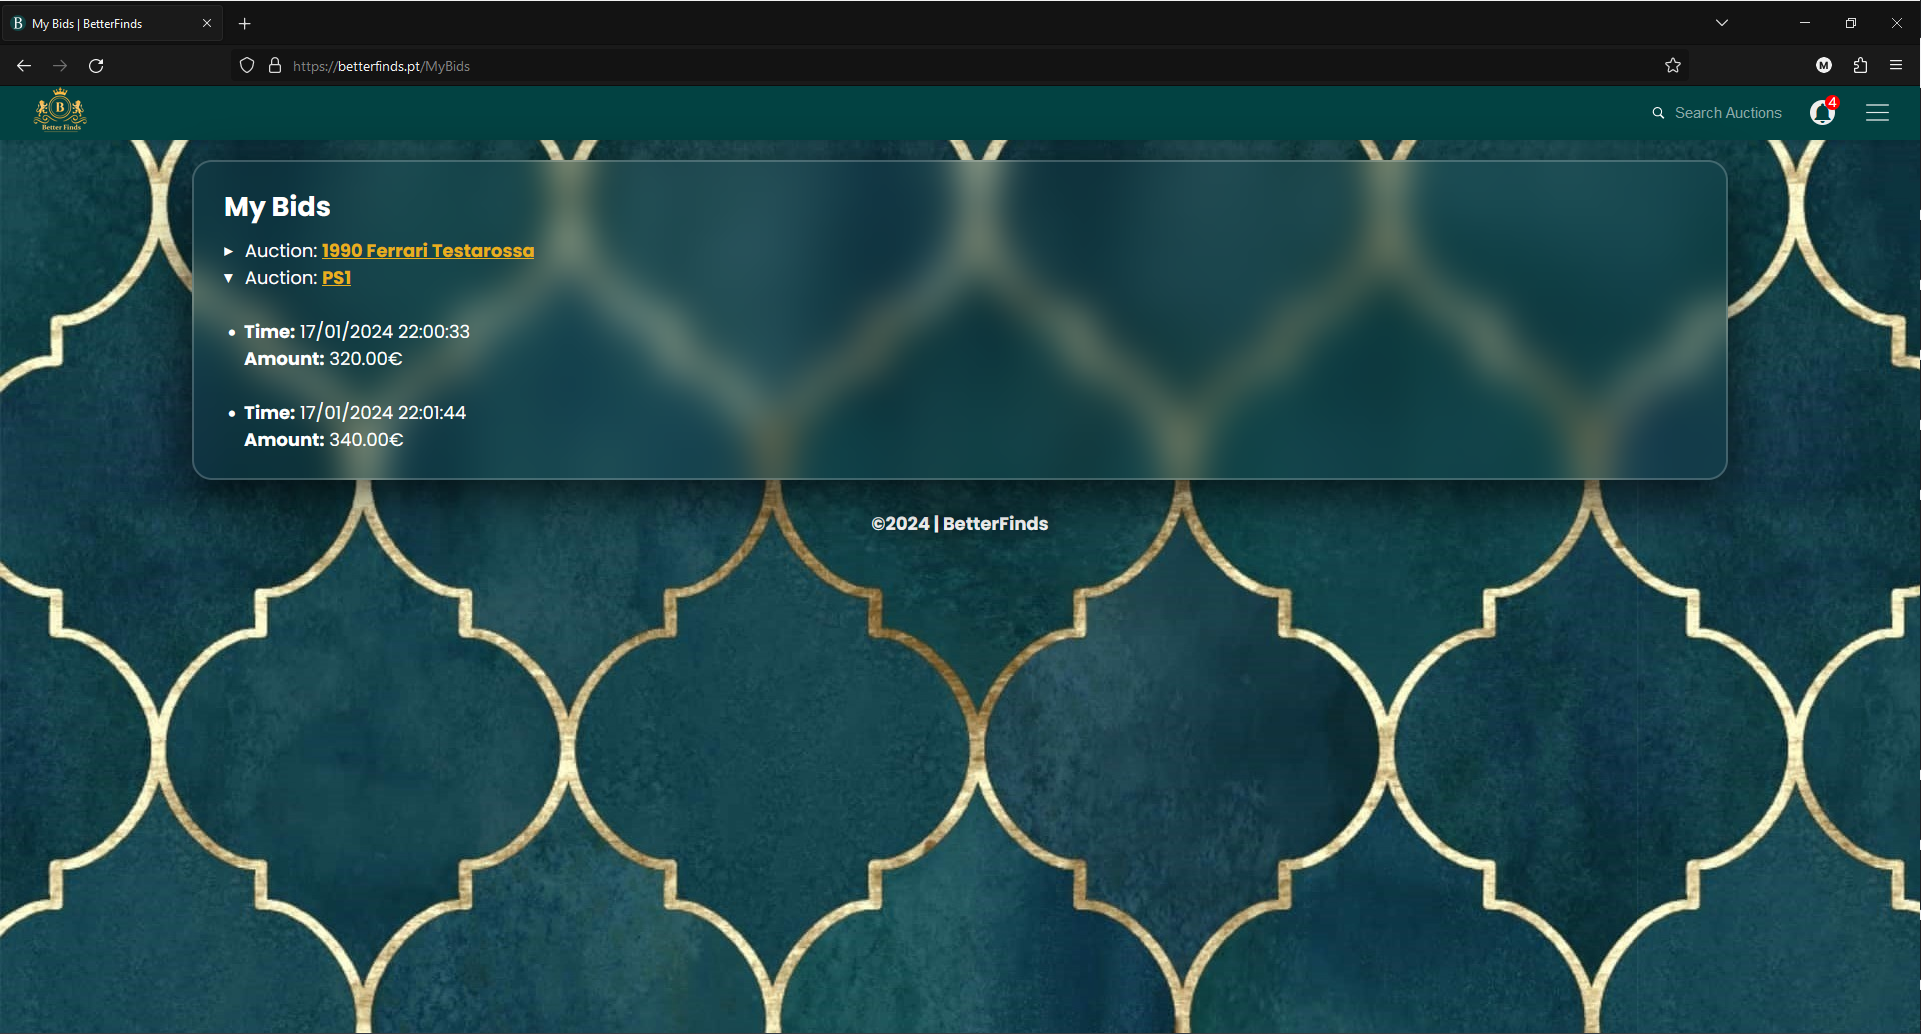 B My Bids | BetterFinds
https://betterfinds.pt/MyBids
M
B
Better Finds
Search Auctions
4
My Bids
Auction: 1990 Ferrari Testarossa
Auction: PS1
Time: 17/01/2024 22:00:33
Amount: 320.00€
Time: 17/01/2024 22:01:44
Amount: 340.00€
©2024 | BetterFinds